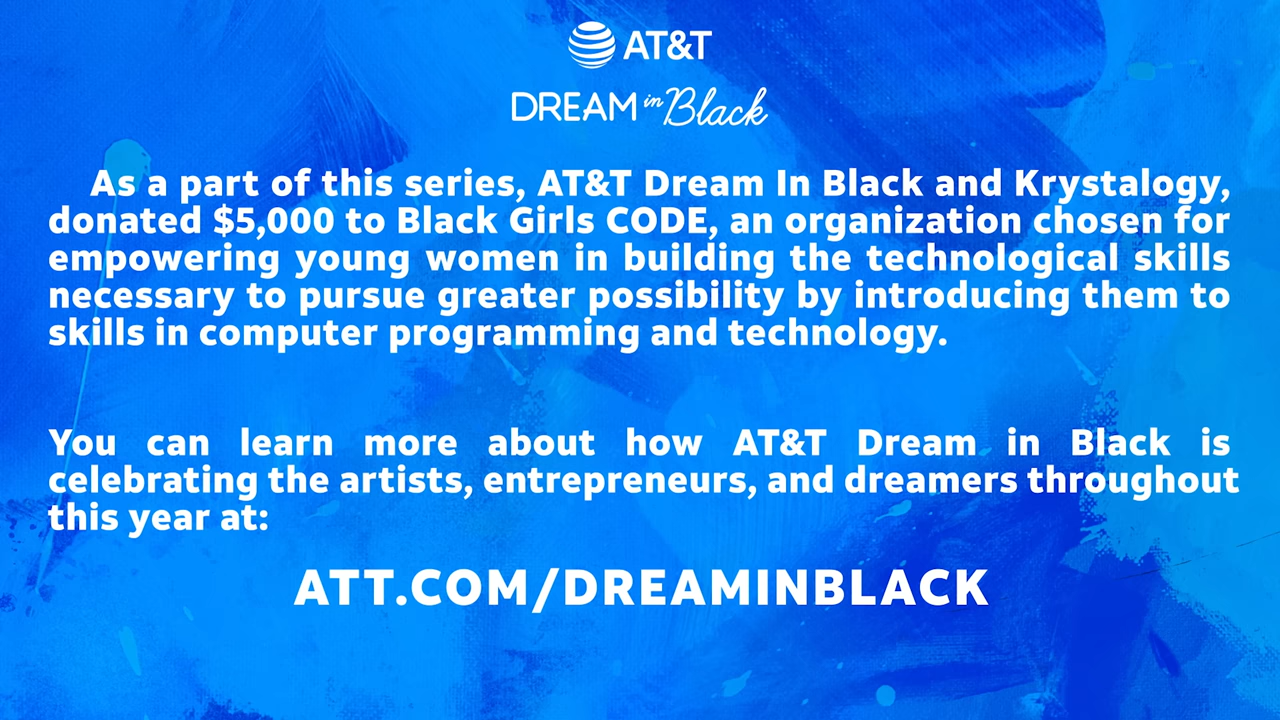 AT&T
DREAM in Black
As a part of this series, AT&T Dream In Black and Krystalogy,
donated $5,000 to Black Girls CODE, an organization chosen for
empowering young women in building the technological skills
necessary to pursue greater possibility by introducing them to
skills in computer programming and technology.
You can learn more about how AT&T Dream in Black is
celebrating the artists, entrepreneurs, and dreamers throughout
this year at:
ATT.COM/DREAMINBLACK